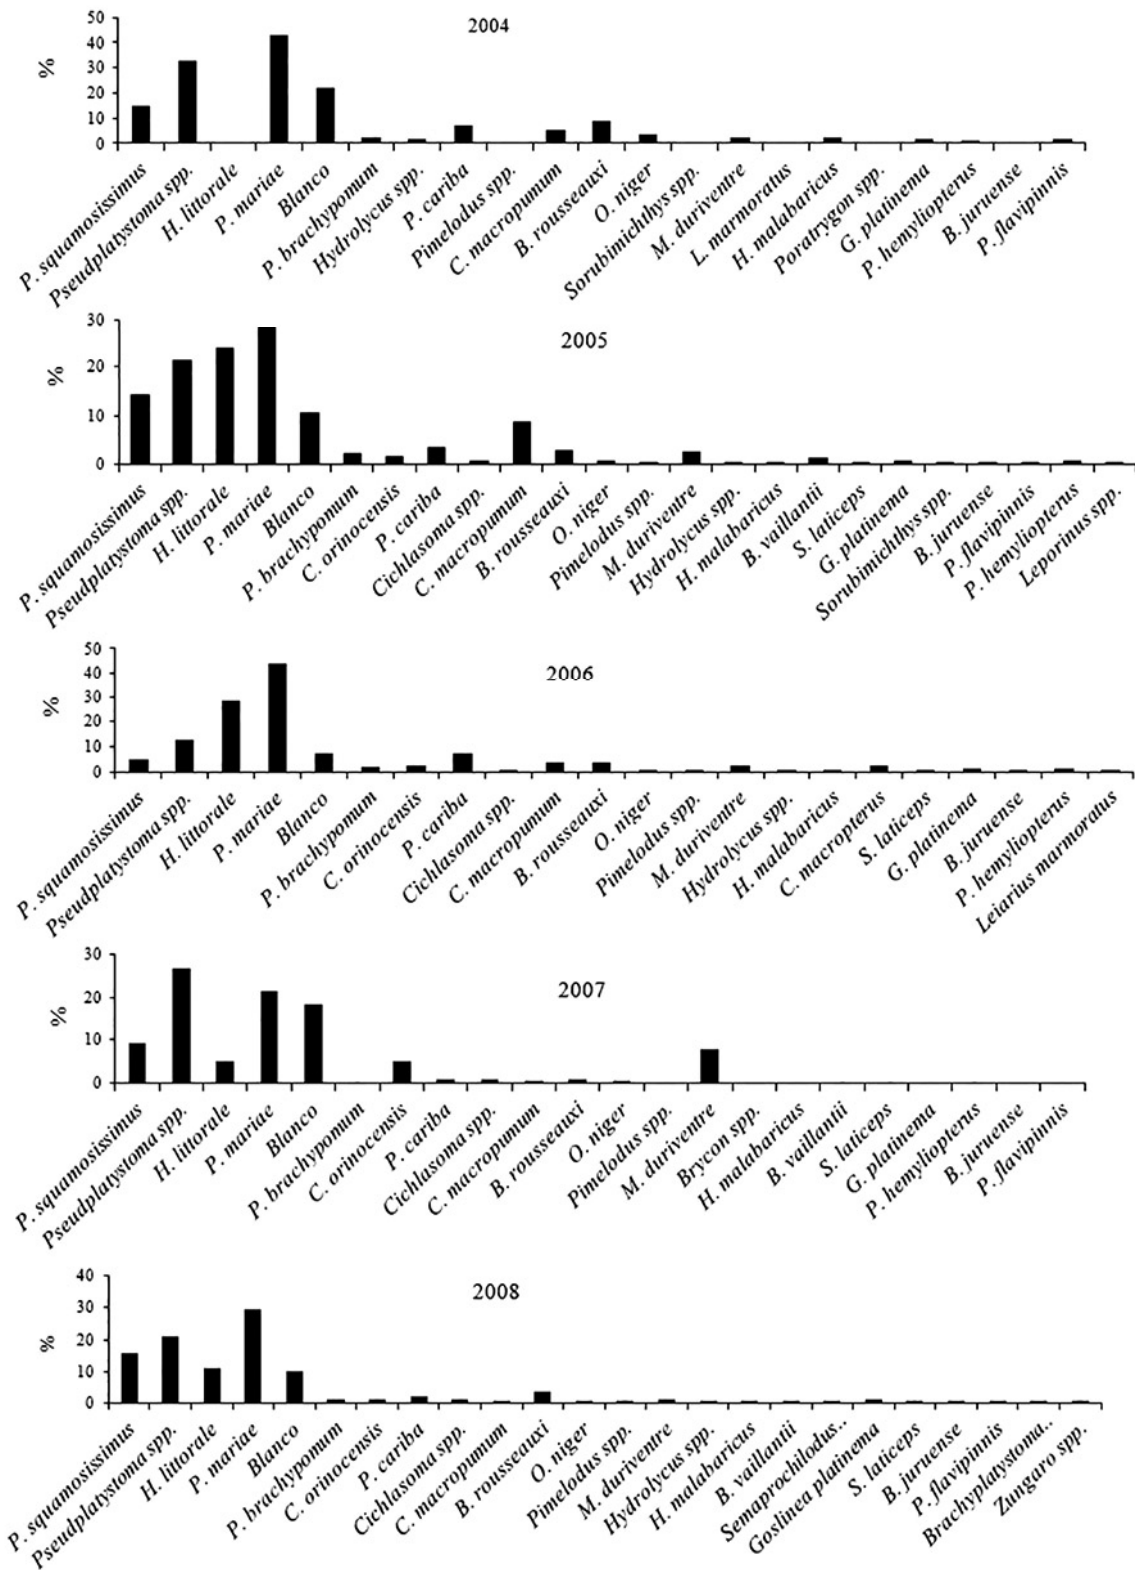 2004
%
50
40
30
20
10
0
P. squamosissimus
Pseudplatystoma spp.
H. littorale
P. mariae
Blanco
P. brachypomum
Hydrolycus spp.
P. cariba
Pimelodus spp.
C. macropumum
B. rousseauxi
O. niger
Sorubimichthys spp.
M. duriventre
L. marmoratus
H. malabaricus
Poratrygon spp.
G. platinema
P. hemyliopterus
B. juruense
P. flavipinnis
2005
%
30
20
10
0
P. squamosissimus
Pseudplatystoma spp.
H. littorale
P. mariae
Blanco
P. brachypomum
C. orinocensis
P. cariba
Cichlasoma spp.
C. macropumum
B. rousseauxi
O. niger
Pimelodus spp.
M. duriventre
Hydrolycus spp.
H. malabaricus
B. vaillantii
S. laticeps
G. platinema
Sorubimichthys spp.
B. juruense
P. flavipinnis
P. hemyliopterus
Leporinus spp.
2006
%
50
40
30
20
10
0
P. squamosissimus
Pseudplatystoma spp.
H. littorale
P. mariae
Blanco
P. brachypomum
C. orinocensis
P. cariba
Cichlasoma spp.
C. macropumum
B. rousseauxi
O. niger
Pimelodus spp.
M. duriventre
Hydrolycus spp.
H. malabaricus
C. macropterus
S. laticeps
G. platinema
B. juruense
P. hemyliopterus
Leiarius marmoratus
2007
%
30
20
10
0
P. squamosissimus
Pseudplatystoma spp.
H. littorale
P. mariae
Blanco
P. brachypomum
C. orinocensis
P. cariba
Cichlasoma spp.
C. macropumum
B. rousseauxi
O. niger
Pimelodus spp.
M. duriventre
Brycon spp.
H. malabaricus
B. vaillantii
S. laticeps
G. platinema
P. hemyliopterus
B. juruense
P. flavipinnis
2008
%
40
30
20
10
0
P. squamosissimus
Pseudplatystoma spp.
H. littorale
P. mariae
Blanco
P. brachypomum
C. orinocensis
P. cariba
Cichlasoma spp.
C. macropumum
B. rousseauxi
O. niger
Pimelodus spp.
M. duriventre
Hydrolycus spp.
H. malabaricus
B. vaillantii
Semaprochilodus..
Goslinea platinema
S. laticeps
B. juruense
P. flavipinnis
Brachyplatystoma..
Zungaro spp.